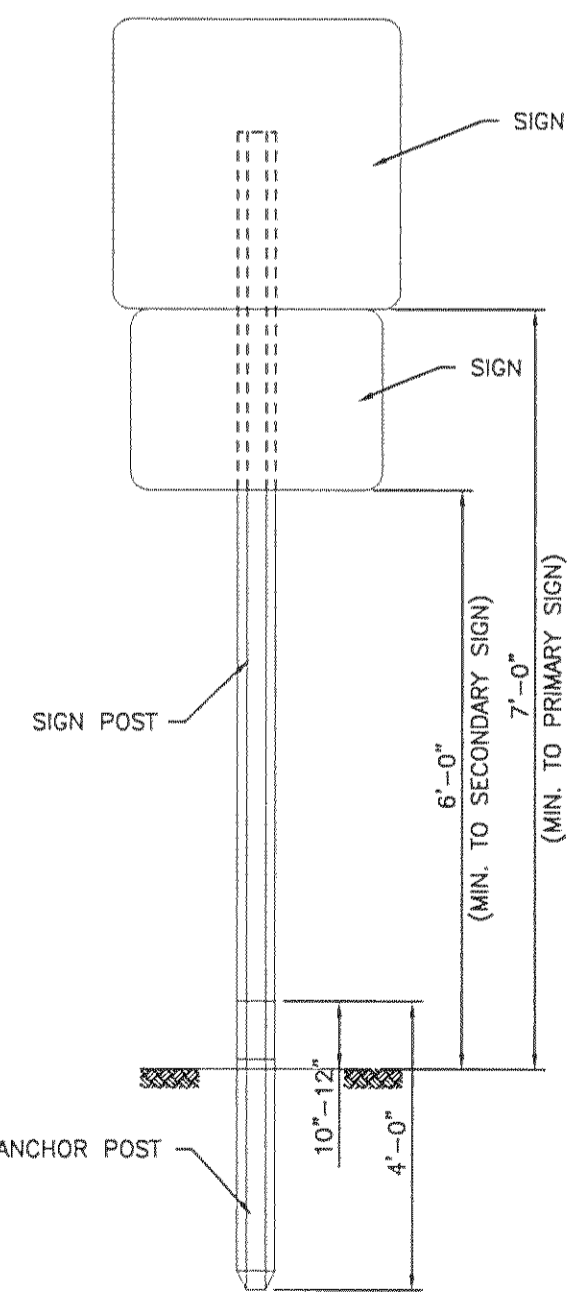 SIGN
SIGN
SIGN POST
6'-0"
(MIN. TO SECONDARY SIGN)
7'-0"
(MIN. TO PRIMARY SIGN)
10"-12"
4'-0"
ANCHOR POST